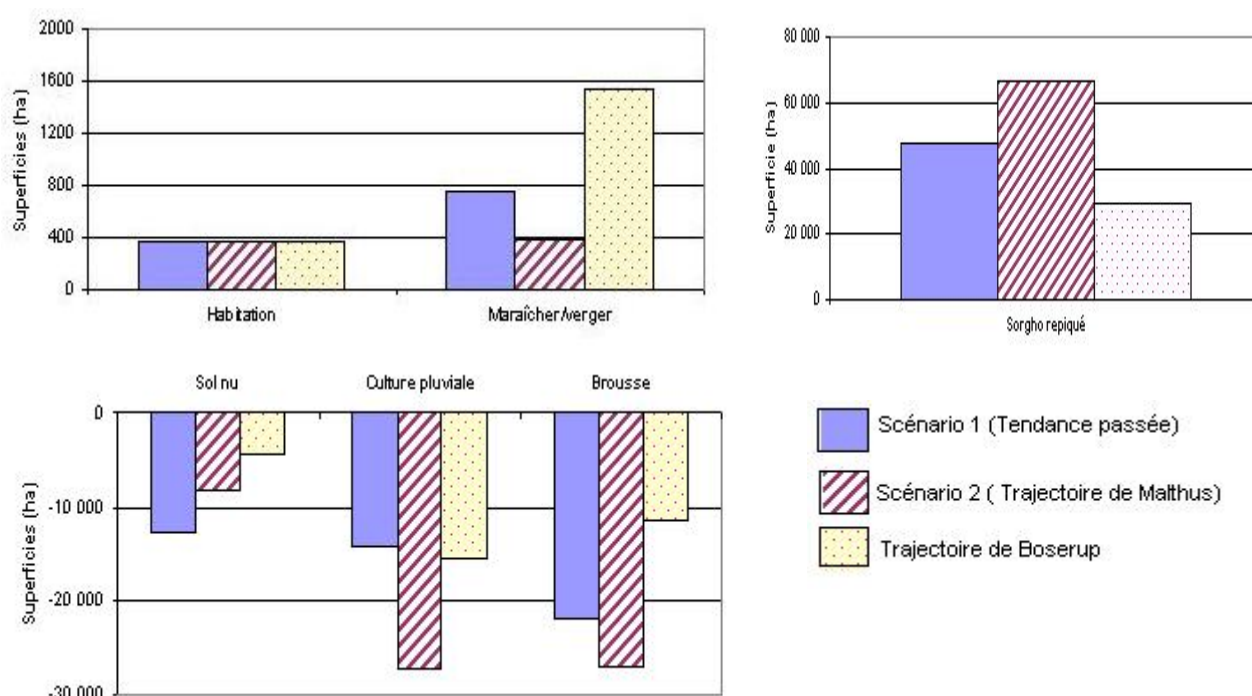 2000
1600
1200
800
400
0
Superficies (ha)
Habitation
Maraîcher/verger
80 000
60 000
40 000
20 000
0
Superficie (ha)
Sorgho repiqué
Sol nu
Culture pluviale
Brousse
0
-10 000
-20 000
-30 000
Superficies (ha)
Scénario 1 (Tendance passée)
Scénario 2 ( Trajectoire de Malthus)
Trajectoire de Boserup